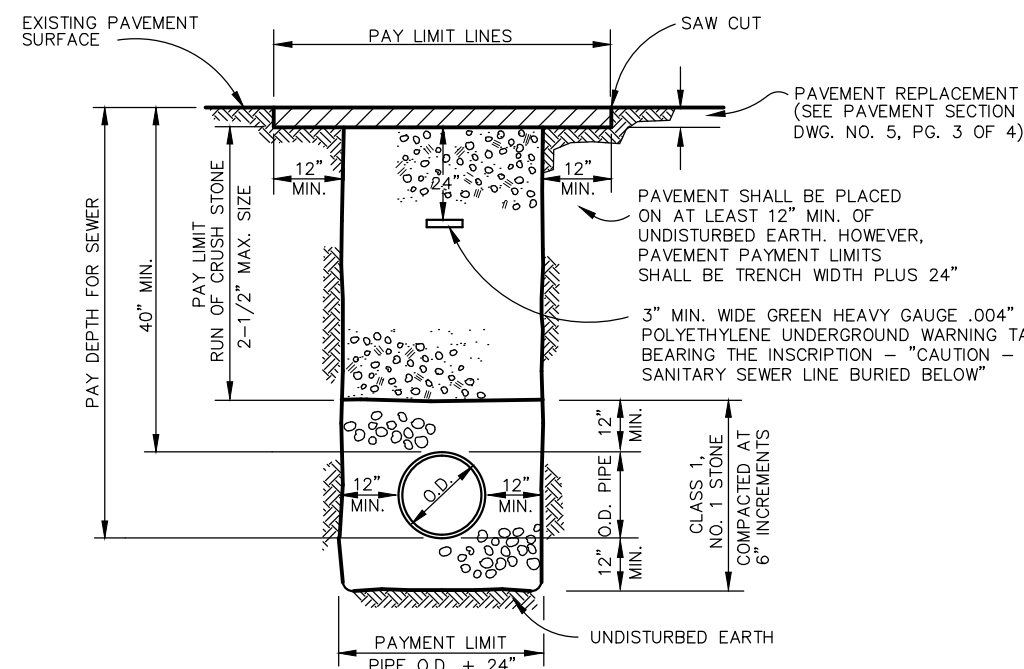 EXISTING PAVEMENT
SURFACE
PAY LIMIT LINES
SAW CUT
PAVEMENT REPLACEMENT
(SEE PAVEMENT SECTION
DWG. NO. 5, PG. 3 OF 4)
12"
MIN.
24"
12"
MIN.
PAVEMENT SHALL BE PLACED
ON AT LEAST 12" MIN. OF
UNDISTURBED EARTH. HOWEVER,
PAVEMENT PAYMENT LIMITS
SHALL BE TRENCH WIDTH PLUS 24"
PAY DEPTH FOR SEWER
40" MIN.
PAY LIMIT
RUN OF CRUSH STONE
2-1/2" MAX. SIZE
3" MIN. WIDE GREEN HEAVY GAUGE .004"
POLYETHYLENE UNDERGROUND WARNING
BEARING THE INSCRIPTION – "CAUTION –
SANITARY SEWER LINE BURIED BELOW"
12"
MIN.
O.D.
12"
MIN.
12"
MIN.
O.D. PIPE
12"
MIN.
CLASS 1,
NO. 1 STONE
COMPACTED AT
6" INCREMENTS
UNDISTURBED EARTH
PAYMENT LIMIT
PIPE O.D. + 24"